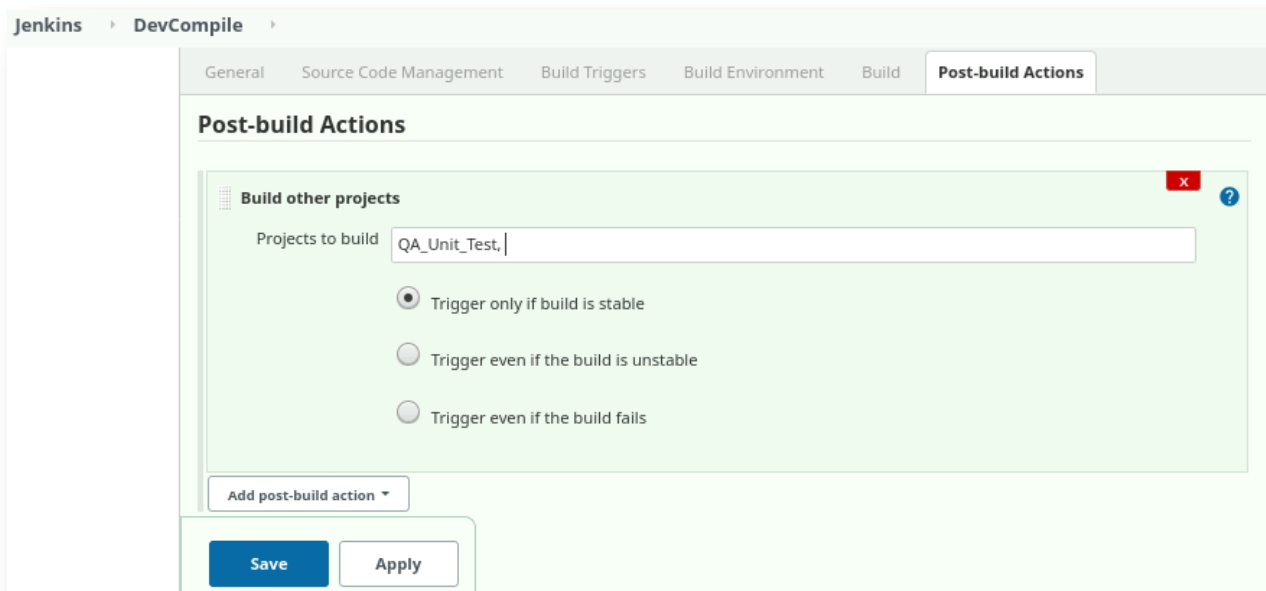 Jenkins DevCompile
General Source Code Management Build Triggers Build Environment Build Post-build Actions
Post-build Actions
x
Build other projects ?
Projects to build QA_Unit_Test,
Trigger only if build is stable
Trigger even if the build is unstable
Trigger even if the build fails
Add post-build action
Save Apply